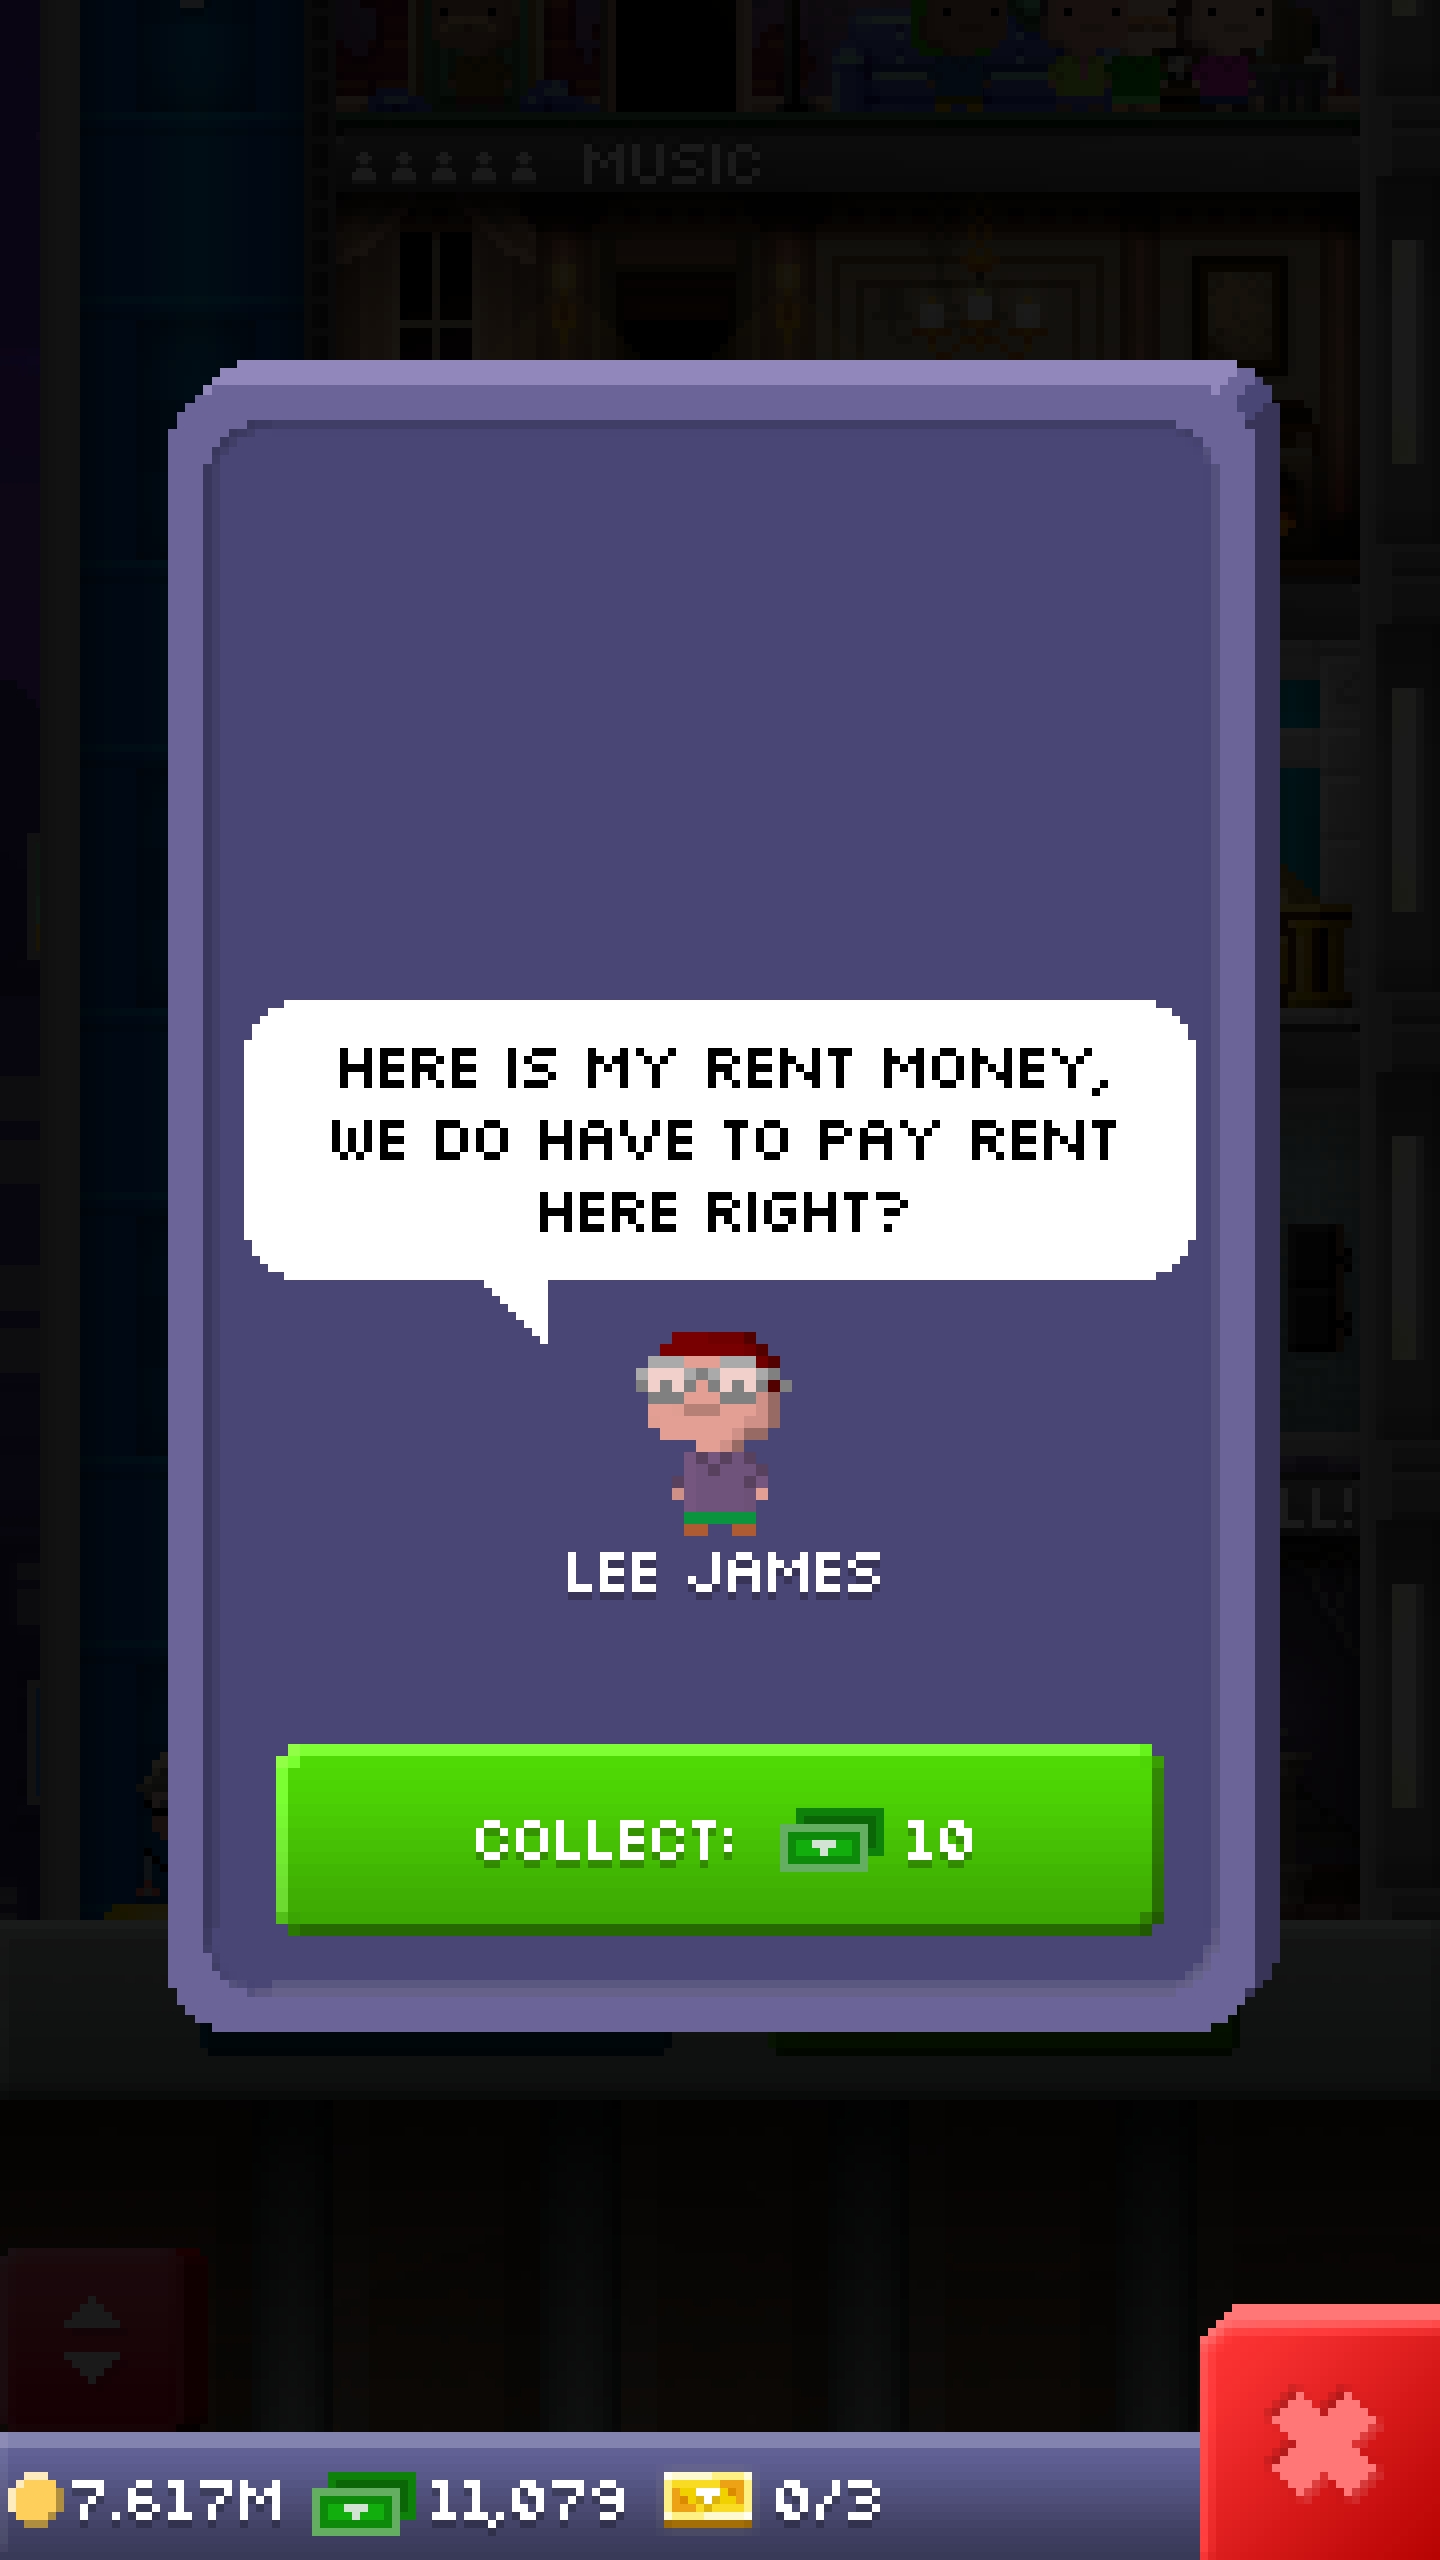 MUSIC
HERE IS MY RENT MONEY,
WE DO HAVE TO PAY RENT
HERE RIGHT?
LEE JAMES
COLLECT: 10
7.617M 11,079 0/3